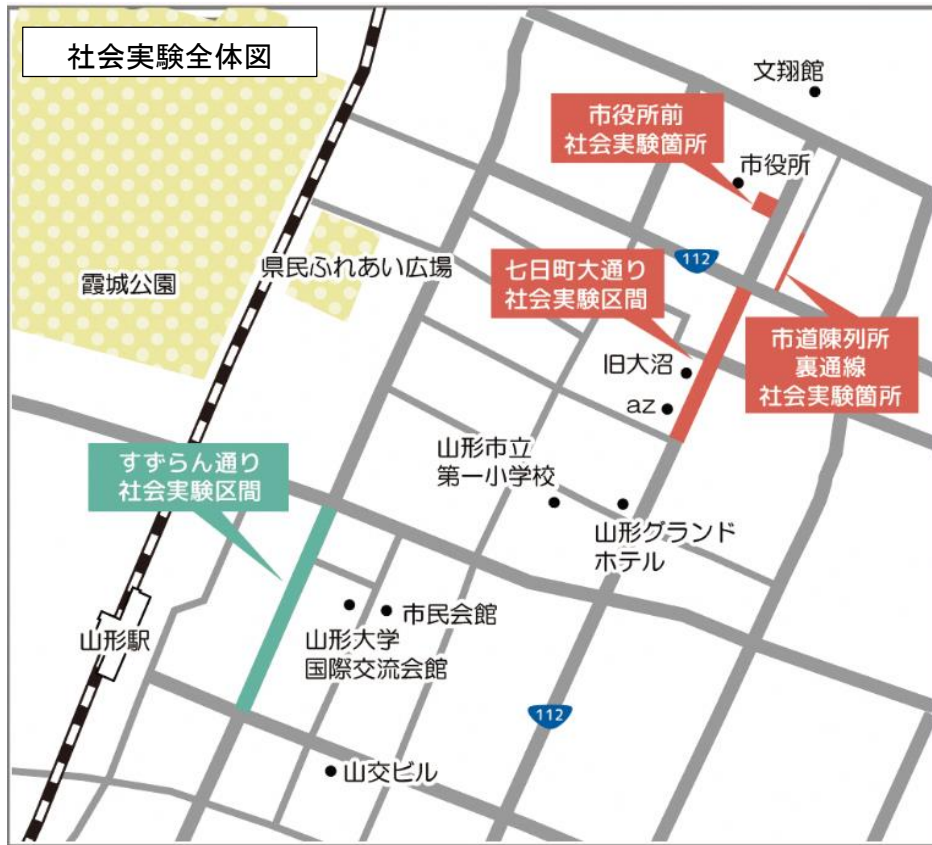 社会実験全体図
文翔館
市役所前
社会実験箇所
市役所
112
県民ふれあい広場
霞城公園
七日町大通り
社会実験区間
市道陳列所
裏通線
社会実験箇所
旧大沼
az
すずらん通り
社会実験区間
山形市立
第一小学校
山形グランド
ホテル
山形駅
市民会館
山形大学
国際交流会館
112
山交ビル